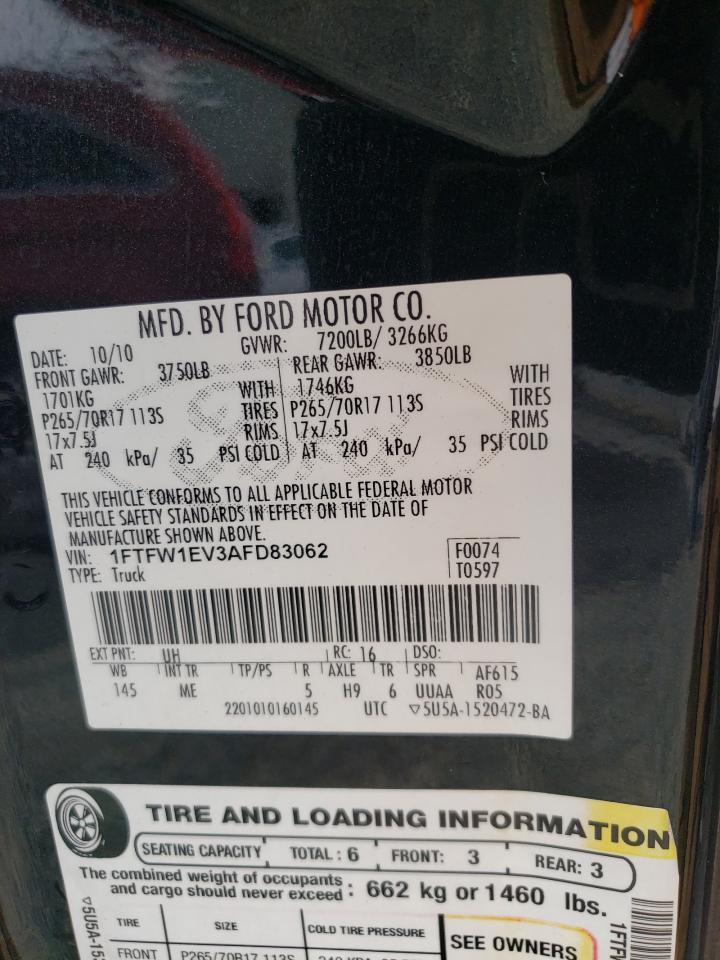 MFD. BY FORD MOTOR CO.
DATE: 10/10 GVWR: 7200LB/ 3266KG
FRONT GAWR: 3750LB REAR GAWR: 3850LB
1701KG WITH 1746KG WITH
P265/70R17 113S TIRES P265/70R17 113S TIRES
17x7.5J RIMS 17x7.5J RIMS
AT 240 kPa/ 35 PSI COLD AT 240 kPa/ 35 PSI COLD
THIS VEHICLE CONFORMS TO ALL APPLICABLE FEDERAL MOTOR
VEHICLE SAFETY STANDARDS IN EFFECT ON THE DATE OF
MANUFACTURE SHOWN ABOVE.
VIN: 1FTFW1EV3AFD83062 F0074
TYPE: Truck T0597
EXT PNT: UH RC: 16 DSO:
WB INT TR TP/PS R AXLE TR SPR AF615
145 ME 5 H9 6 UUAA R05
2201010160145 UTC ▽5U5A-1520472-BA
TIRE AND LOADING INFORMATION
SEATING CAPACITY TOTAL: 6 FRONT: 3 REAR: 3
The combined weight of occupants
and cargo should never exceed : 662 kg or 1460 lbs.
TIRE SIZE COLD TIRE PRESSURE SEE OWNERS
FRONT P265/70R17 113S
▽5U5A-15
1FTF